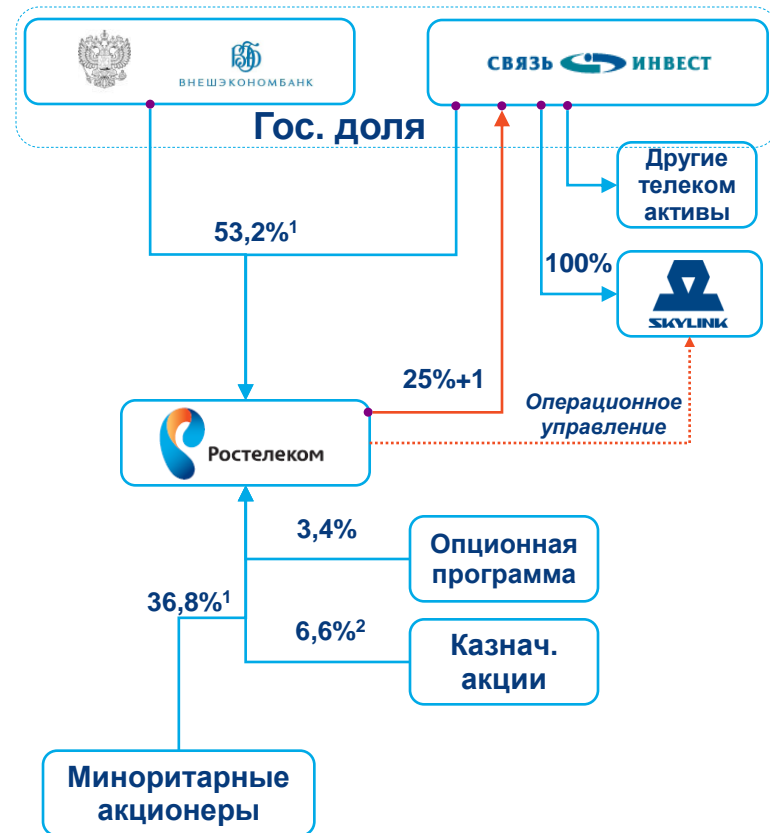 ВНЕШЭКОНОМБАНК
СВЯЗЬ ИНВЕСТ
Гос. доля
Другие
телеком
активы
53,2%1
100%
SKYLINK
25%+1
Операционное
управление
Ростелеком
3,4%
Опционная
программа
36,8%1
6,6%2
Казнач.
акции
Миноритарные
акционеры